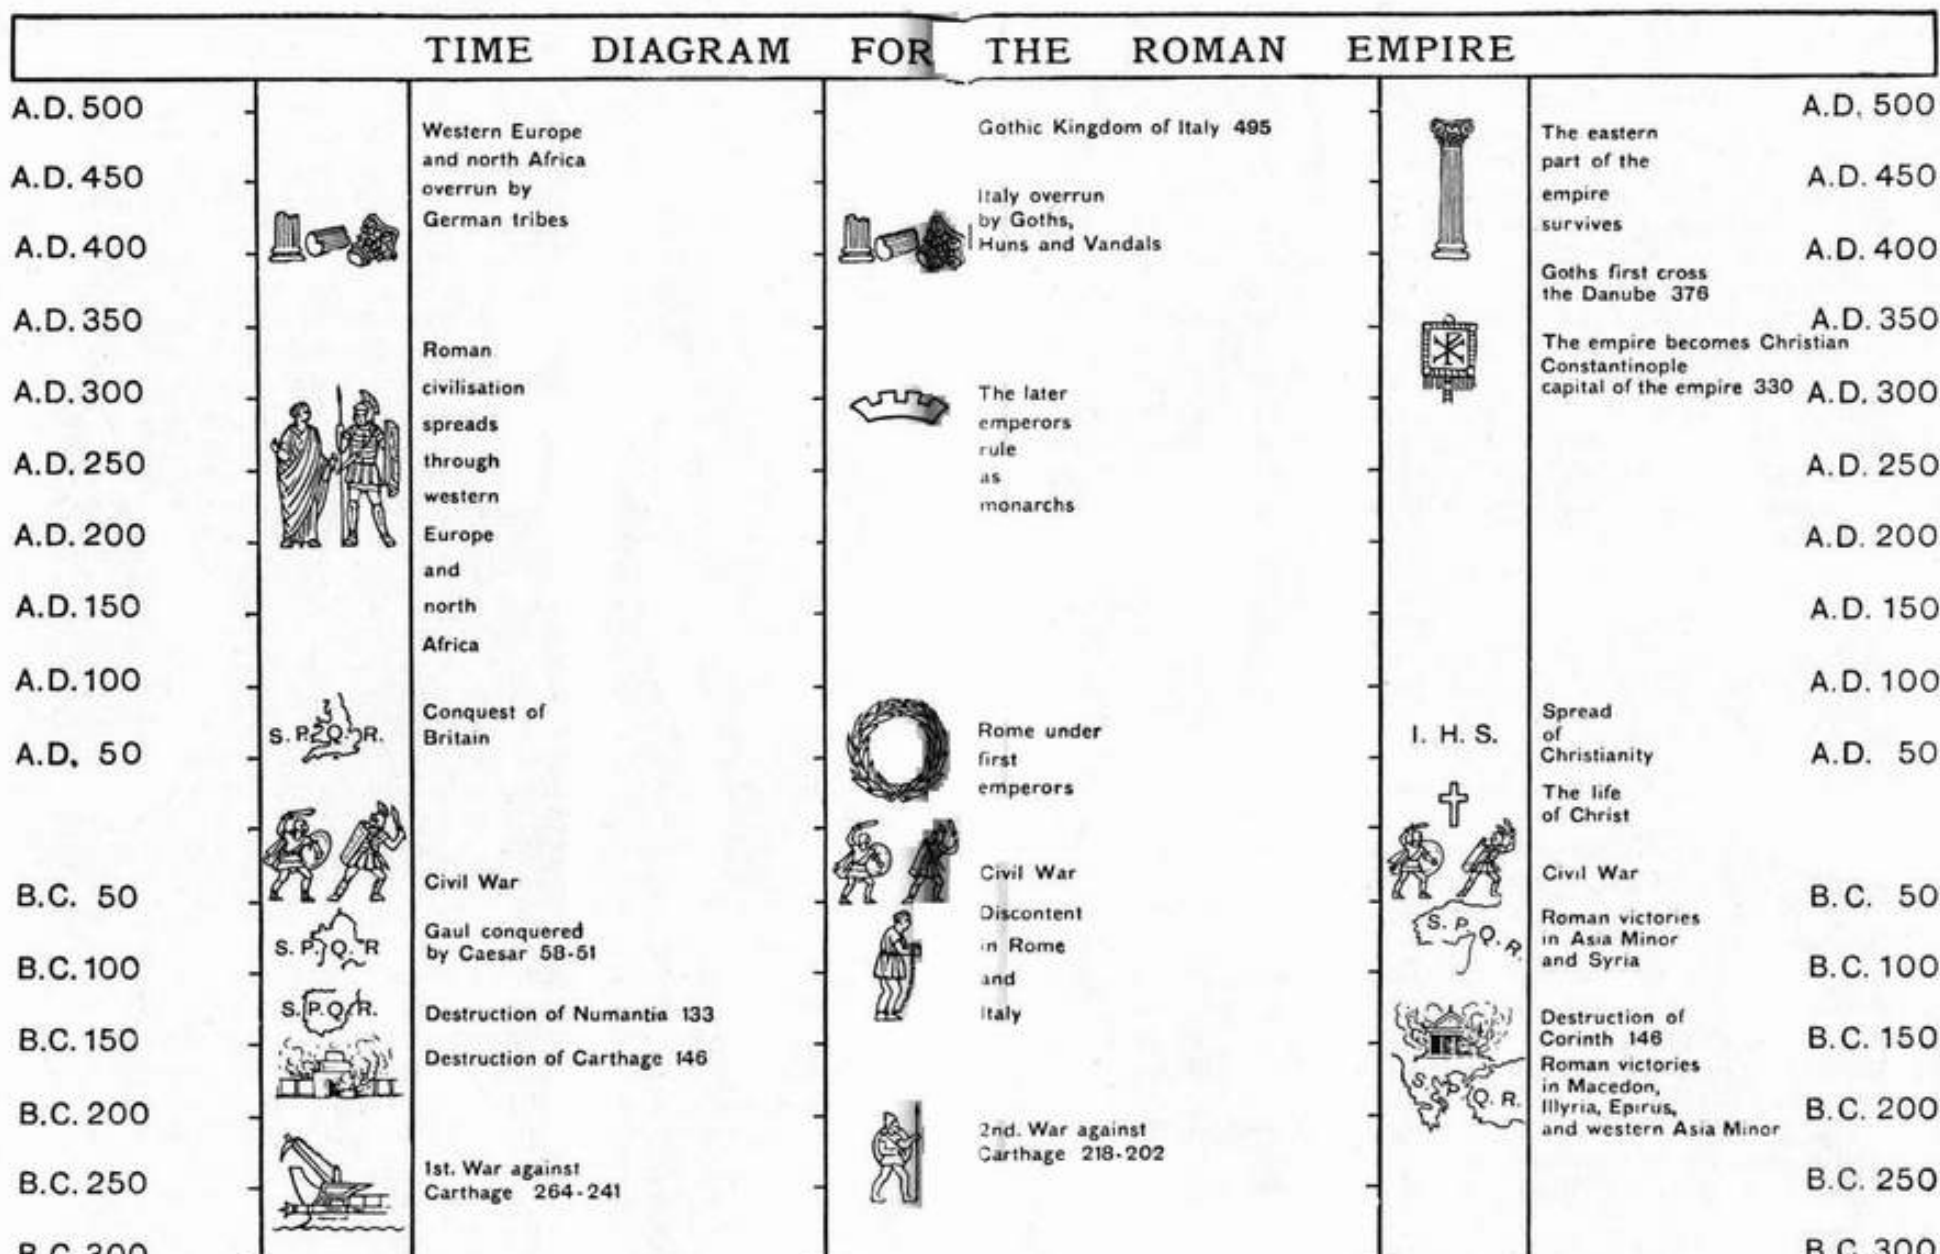 TIME DIAGRAM FOR THE ROMAN EMPIRE
A.D. 500
A.D. 450
A.D. 400
A.D. 350
A.D. 300
A.D. 250
A.D. 200
A.D. 150
A.D. 100
A.D. 50
B.C. 50
B.C. 100
B.C. 150
B.C. 200
B.C. 250
B.C. 300
Western Europe
and north Africa
overrun by
German tribes
Roman
civilisation
spreads
through
western
Europe
and
north
Africa
S. P. Q. R.
Conquest of
Britain
Civil War
S. P. Q. R
Gaul conquered
by Caesar 58-51
S. P. Q. R.
Destruction of Numantia 133
Destruction of Carthage 146
1st. War against
Carthage 264-241
Gothic Kingdom of Italy 495
Italy overrun
by Goths,
Huns and Vandals
The later
emperors
rule
as
monarchs
Rome under
first
emperors
Civil War
Discontent
in Rome
and
Italy
2nd. War against
Carthage 218-202
The eastern
part of the
empire
survives
Goths first cross
the Danube 376
The empire becomes Christian
Constantinople
capital of the empire 330
I. H. S.
Spread
of
Christianity
The life
of Christ
Civil War
S. P. Q. R.
Roman victories
in Asia Minor
and Syria
Destruction of
Corinth 146
S. P. Q. R.
Roman victories
in Macedon,
Illyria, Epirus,
and western Asia Minor
A.D. 500
A.D. 450
A.D. 400
A.D. 350
A.D. 300
A.D. 250
A.D. 200
A.D. 150
A.D. 100
A.D. 50
B.C. 50
B.C. 100
B.C. 150
B.C. 200
B.C. 250
B.C. 300